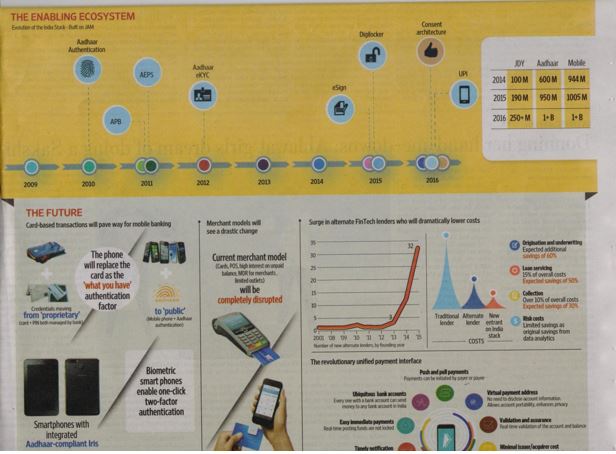 THE ENABLING ECOSYSTEM
Evolution of the India Stack - Built on JAM
Aadhaar
Authentication
APB
AEPS
Aadhaar
eKYC
eSign
Digilocker
Consent
architecture
UPI
JDY Aadhaar Mobile
2014 100 M 600 M 944 M
2015 190 M 950 M 1005 M
2016 250+ M 1+ B 1+ B
2009 2010 2011 2012 2013 2014 2015 2016
THE FUTURE
Card-based transactions will pave way for mobile banking
The phone
will replace
the card as the
'what you have'
authentication
factor
Credentials moving
from 'proprietary'
(card + PIN both managed by bank)
to 'public'
(Mobile phone + Aadhaar
authentication)
Smartphones with
integrated
Aadhaar-compliant Iris
Biometric
smart phones
enable one-click
two-factor
authentication
Merchant models will
see a drastic change
Current merchant model
(Cards, POS, high interest on unpaid
balance, MDR for merchants,
limited outlets)
will be
completely disrupted
Surge in alternate FinTech lenders who will dramatically lower costs
35
30
25
20
15
10
5
0
32
2001 '08 '09 '10 '11 '12 '13 '14 '15
Number of new alternate lenders, by founding year
Traditional
lender
Alternate
lender
New
entrant
on India
stack
COSTS
Origination and underwriting
Expected additional
savings of 60%
Loan servicing
15% of overall costs
Expected savings of 50%
Collection
Over 10% of overall costs
Expected savings of 30%
Risk costs
Limited savings as
original savings from
data analytics
The revolutionary unified payment interface
Push and pull payments
Payments can be initiated by payer or payee
Ubiquitous bank accounts
Every one with a bank account can send
money to any bank account in India
Virtual payment address
No need to disclose account information.
Allows account portability, enhances privacy
Easy immediate payments
Real-time posting funds are not locked
Validation and assurance
Real-time validation of the account and balance
Timely notification
Minimal issuer/acquirer cost